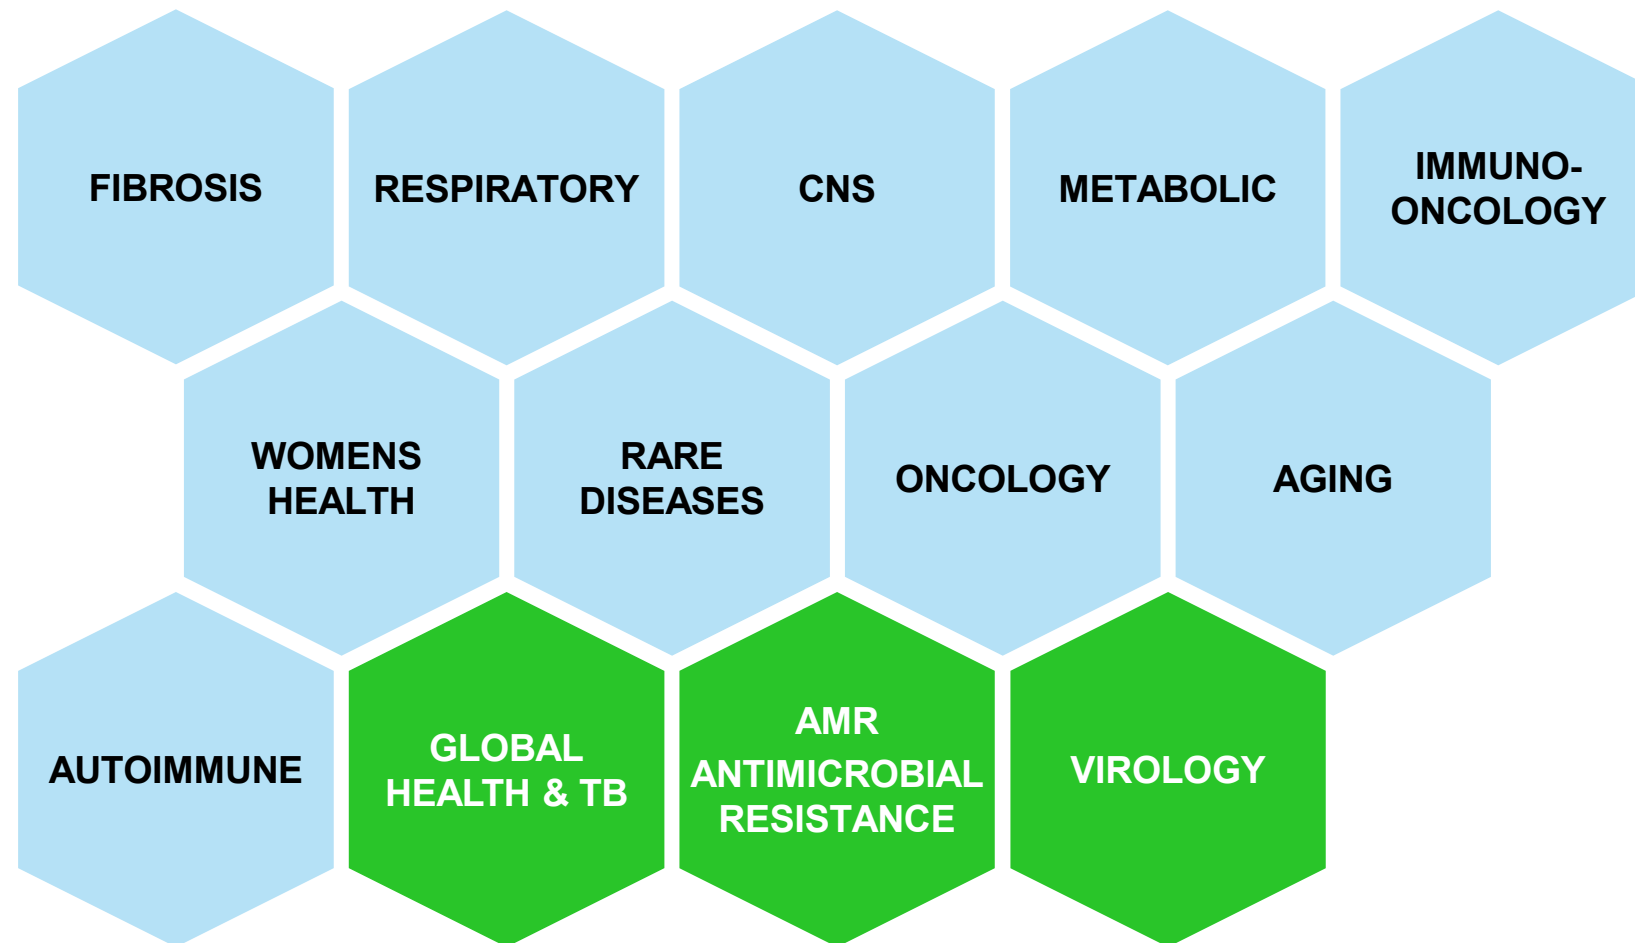 FIBROSIS
RESPIRATORY
CNS
METABOLIC
IMMUNO-
ONCOLOGY
WOMENS
HEALTH
RARE
DISEASES
ONCOLOGY
AGING
AUTOIMMUNE
GLOBAL
HEALTH & TB
AMR
ANTIMICROBIAL
RESISTANCE
VIROLOGY